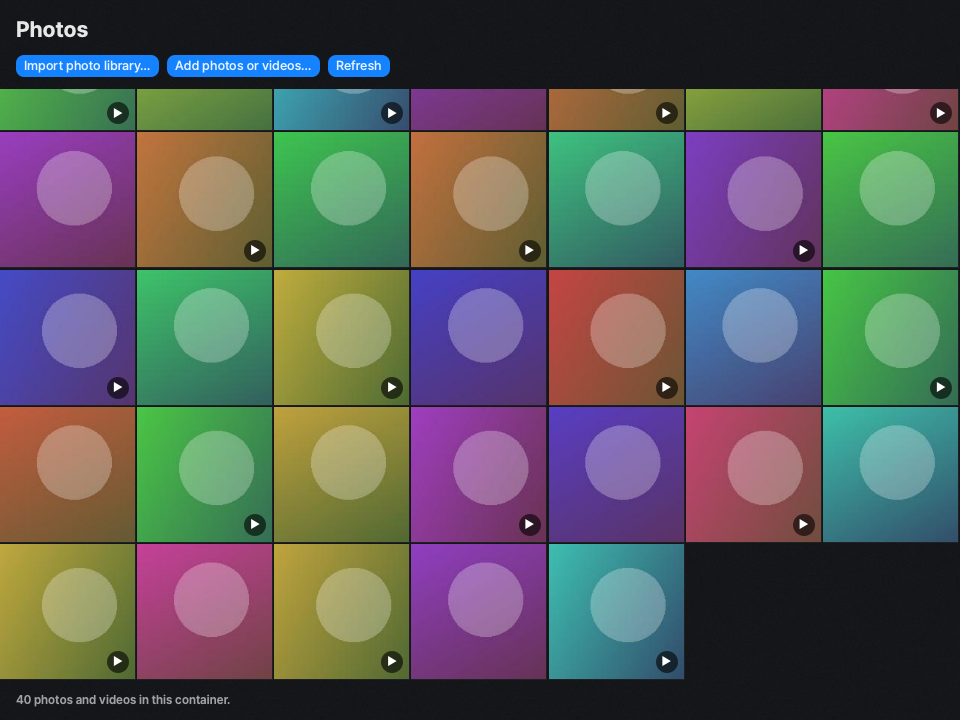 Photos
Import photo library... Add photos or videos... Refresh
40 photos and videos in this container.